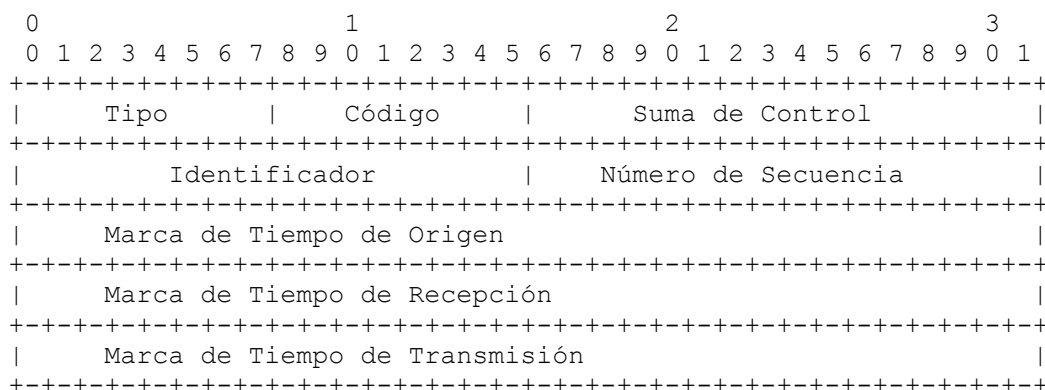 0                   1                   2                   3
 0 1 2 3 4 5 6 7 8 9 0 1 2 3 4 5 6 7 8 9 0 1 2 3 4 5 6 7 8 9 0 1
+-+-+-+-+-+-+-+-+-+-+-+-+-+-+-+-+-+-+-+-+-+-+-+-+-+-+-+-+-+-+-+-+
|     Tipo      |    Código     |      Suma de Control          |
+-+-+-+-+-+-+-+-+-+-+-+-+-+-+-+-+-+-+-+-+-+-+-+-+-+-+-+-+-+-+-+-+
|         Identificador         |    Número de Secuencia        |
+-+-+-+-+-+-+-+-+-+-+-+-+-+-+-+-+-+-+-+-+-+-+-+-+-+-+-+-+-+-+-+-+
|     Marca de Tiempo de Origen                                 |
+-+-+-+-+-+-+-+-+-+-+-+-+-+-+-+-+-+-+-+-+-+-+-+-+-+-+-+-+-+-+-+-+
|     Marca de Tiempo de Recepción                              |
+-+-+-+-+-+-+-+-+-+-+-+-+-+-+-+-+-+-+-+-+-+-+-+-+-+-+-+-+-+-+-+-+
|     Marca de Tiempo de Transmisión                            |
+-+-+-+-+-+-+-+-+-+-+-+-+-+-+-+-+-+-+-+-+-+-+-+-+-+-+-+-+-+-+-+-+